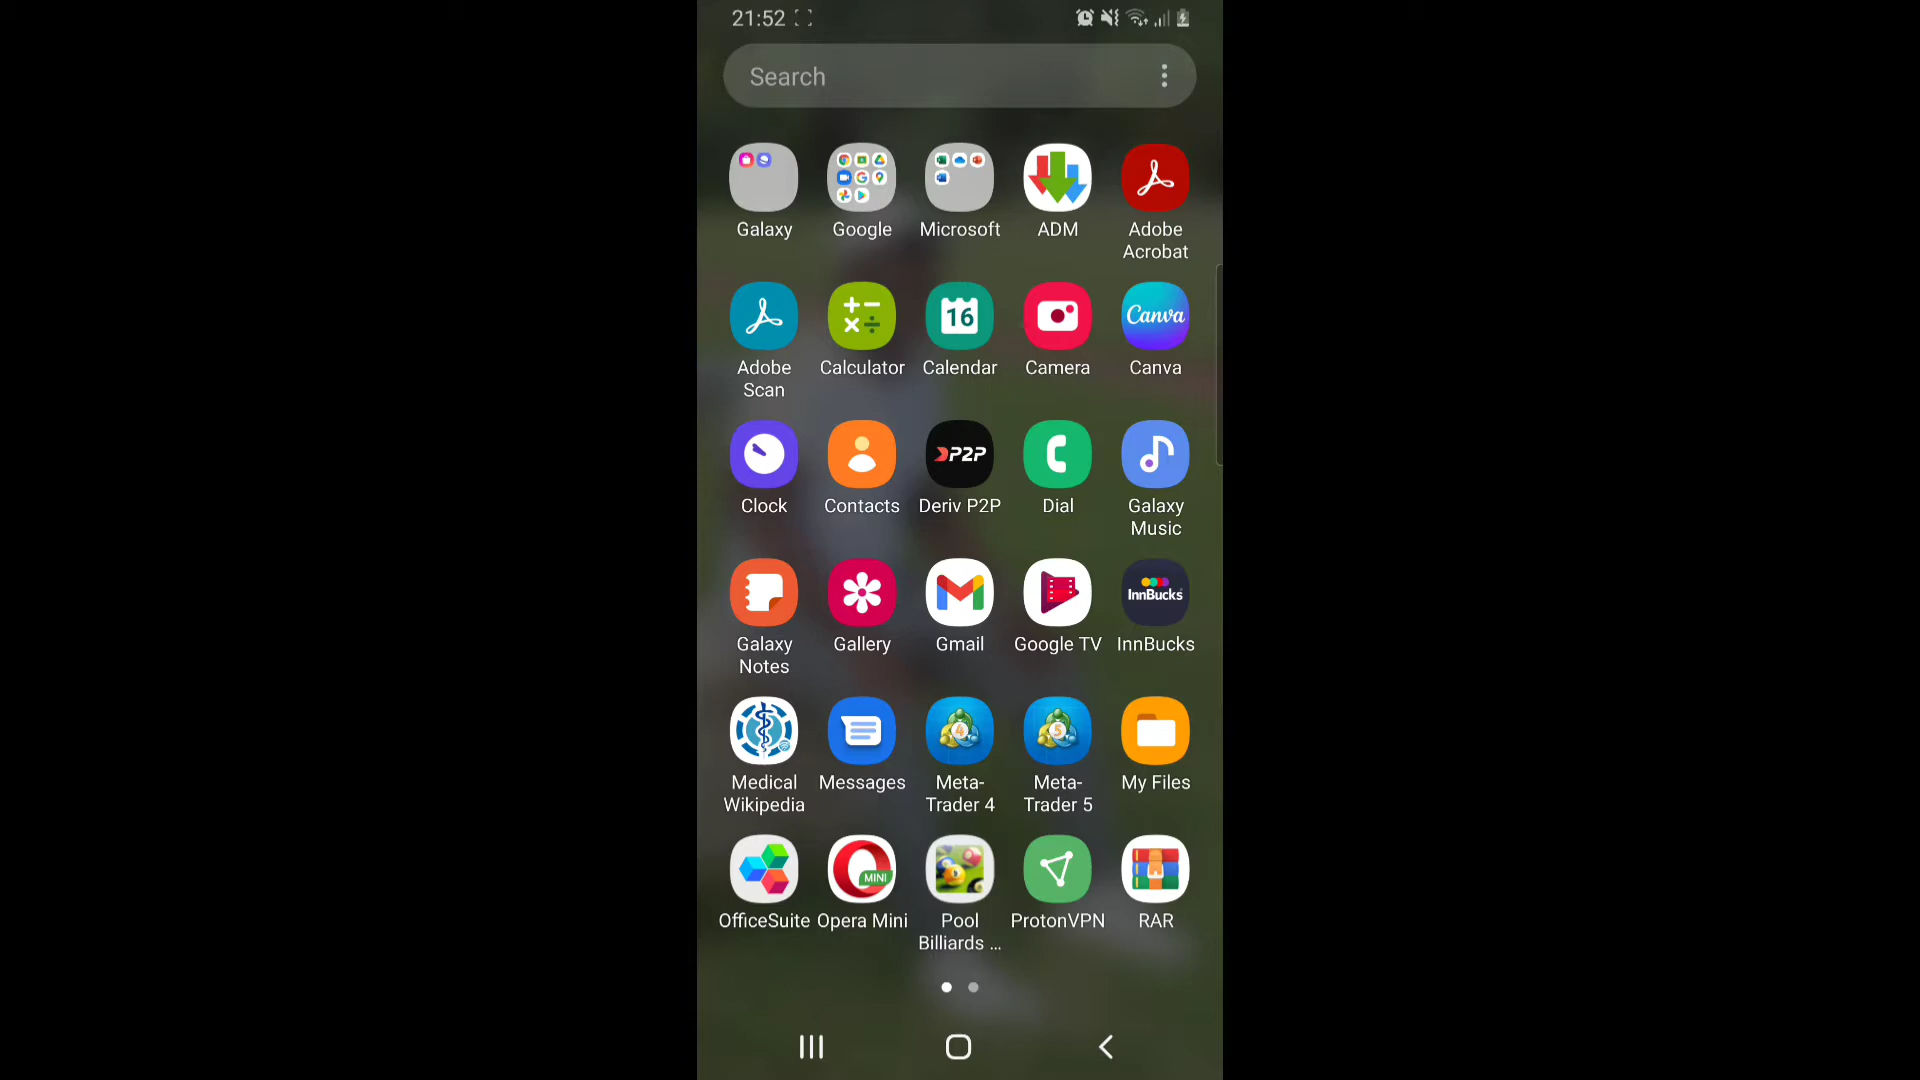 21:52
Search
Galaxy Google Microsoft ADM Adobe Acrobat
16 Canva
Adobe Scan Calculator Calendar Camera Canva
P2P
Clock Contacts Deriv P2P Dial Galaxy Music
InnBucks
Galaxy Notes Gallery Gmail Google TV InnBucks
4 5
Medical Wikipedia Messages Meta-Trader 4 Meta-Trader 5 My Files
MINI
OfficeSuite Opera Mini Pool Billiards ... ProtonVPN RAR